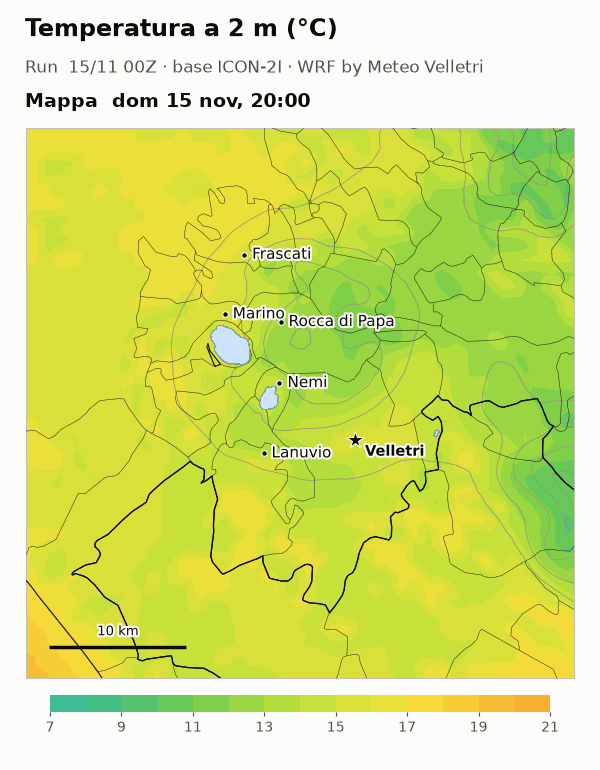 Temperatura a 2 m (°C)
Run  15/11 00Z · base ICON-2I · WRF by Meteo Velletri
Mappa  dom 15 nov, 20:00
Frascati
Marino
Rocca di Papa
Nemi
Velletri
Lanuvio
10 km
7 9 11 13 15 17 19 21